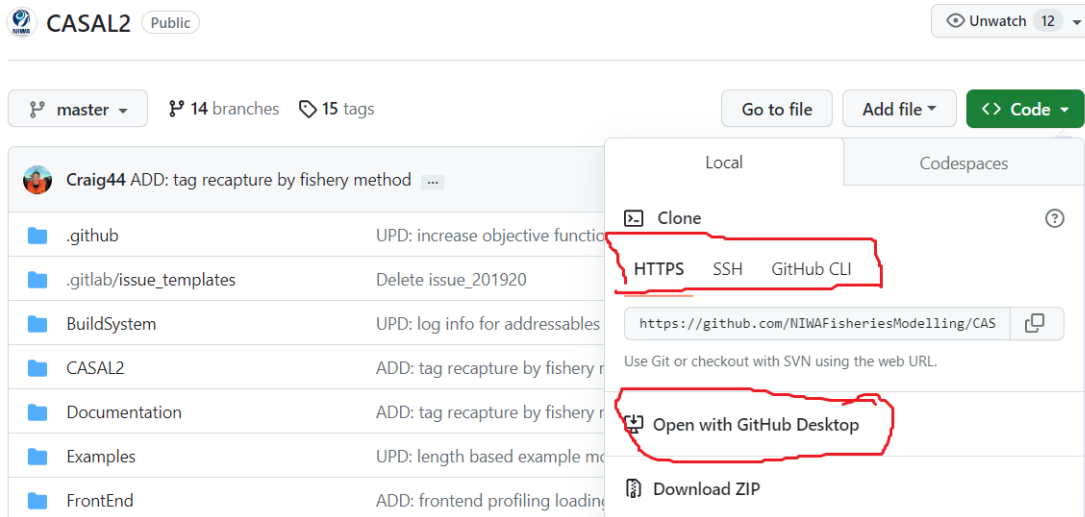 NIWA
CASAL2 Public
Unwatch 12
master 14 branches 15 tags
Go to file Add file <> Code
Craig44 ADD: tag recapture by fishery method ...
.github UPD: increase objective functio
.gitlab/issue_templates Delete issue_201920
BuildSystem UPD: log info for addressables
CASAL2 ADD: tag recapture by fishery r
Documentation ADD: tag recapture by fishery r
Examples UPD: length based example mo
FrontEnd ADD: frontend profiling loading
Local Codespaces
Clone ?
HTTPS SSH GitHub CLI
https://github.com/NIWAFisheriesModelling/CAS
Use Git or checkout with SVN using the web URL.
Open with GitHub Desktop
Download ZIP